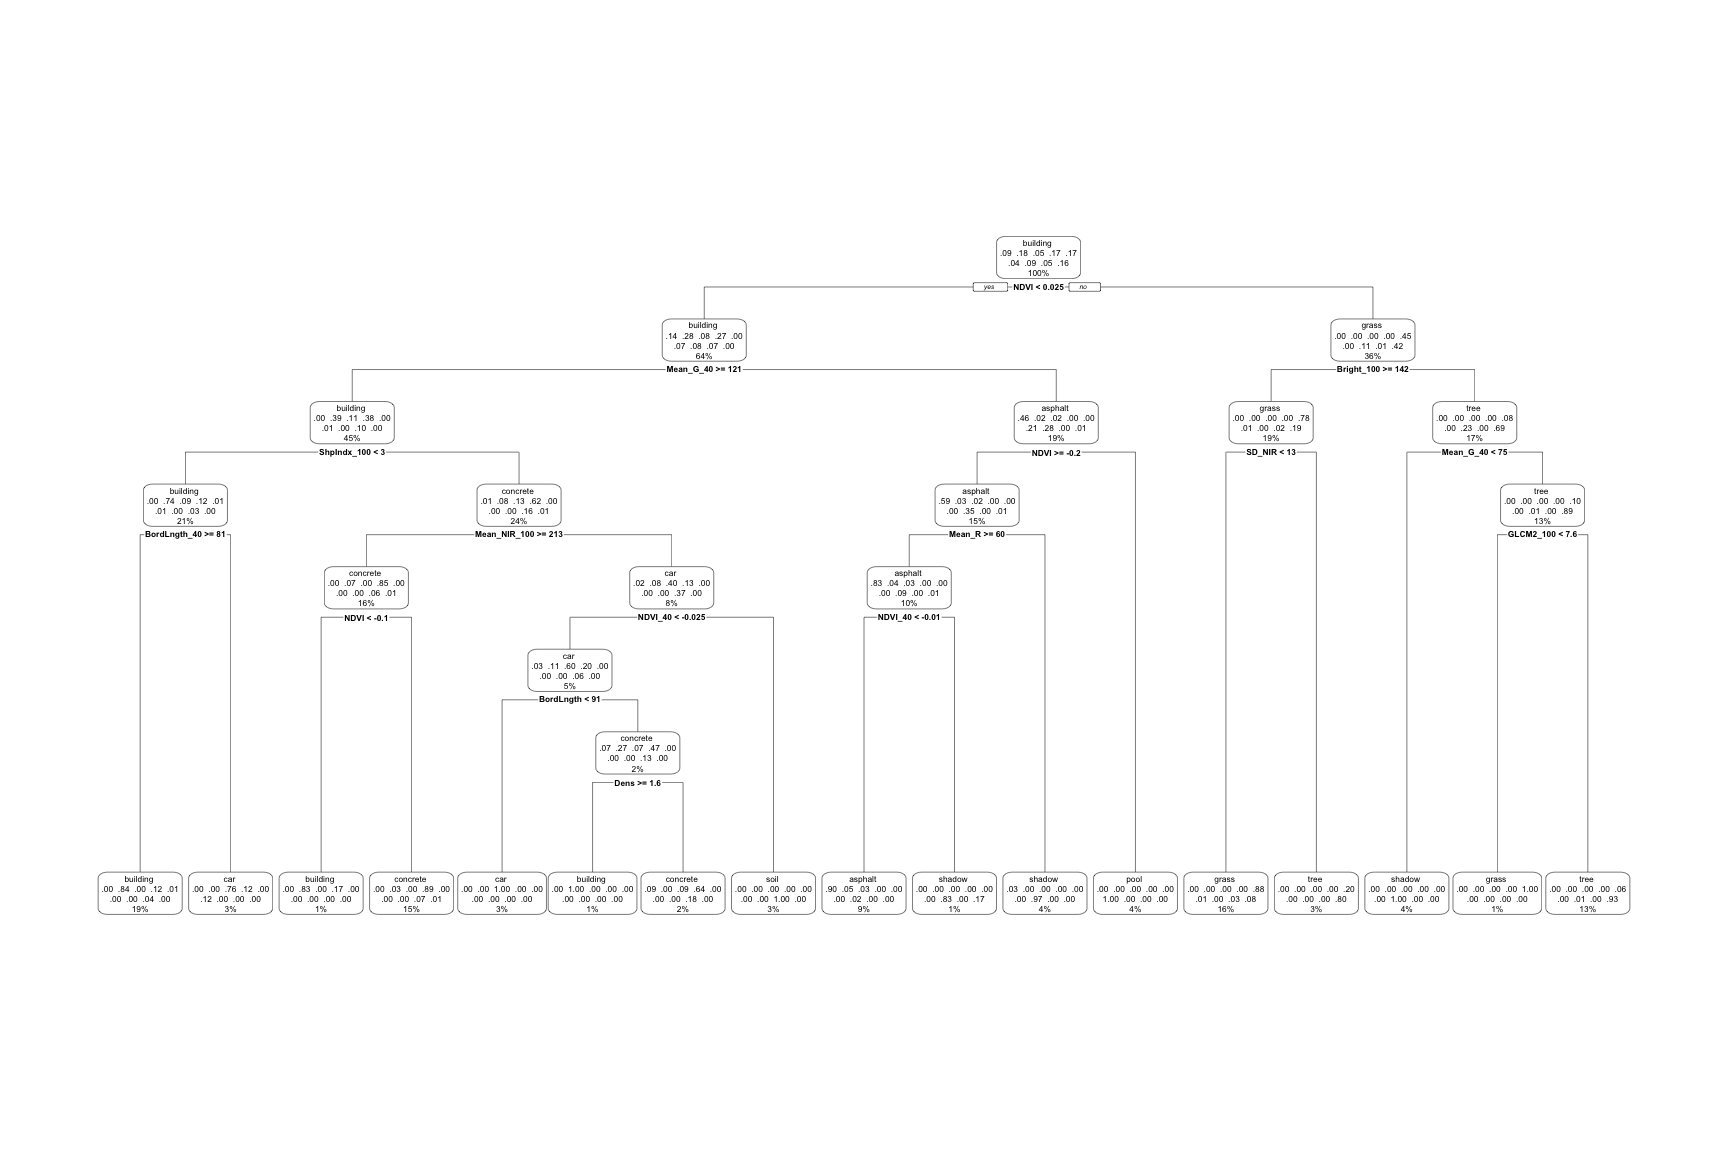 building
.09 .18 .05 .17 .17
.04 .09 .05 .16
100%
yes NDVI < 0.025 no
building
.14 .28 .08 .27 .00
.07 .08 .07 .00
64%
grass
.00 .00 .00 .00 .45
.00 .11 .01 .42
36%
Mean_G_40 >= 121
Bright_100 >= 142
building
.00 .39 .11 .38 .00
.01 .00 .10 .00
45%
asphalt
.46 .02 .02 .00 .00
.21 .28 .00 .01
19%
grass
.00 .00 .00 .00 .78
.01 .00 .02 .19
19%
tree
.00 .00 .00 .00 .08
.00 .23 .00 .69
17%
ShpIndx_100 < 3
NDVI >= -0.2
SD_NIR < 13
Mean_G_40 < 75
building
.00 .74 .09 .12 .01
.01 .00 .03 .00
21%
concrete
.01 .08 .13 .62 .00
.00 .00 .16 .01
24%
asphalt
.59 .03 .02 .00 .00
.00 .35 .00 .01
15%
tree
.00 .00 .00 .00 .10
.00 .01 .00 .89
13%
BordLngth_40 >= 81
Mean_NIR_100 >= 213
Mean_R >= 60
GLCM2_100 < 7.6
concrete
.00 .07 .00 .85 .00
.00 .00 .06 .01
16%
car
.02 .08 .40 .13 .00
.00 .00 .37 .00
8%
asphalt
.83 .04 .03 .00 .00
.00 .09 .00 .01
10%
NDVI < -0.1
NDVI_40 < -0.025
NDVI_40 < -0.01
car
.03 .11 .60 .20 .00
.00 .00 .06 .00
5%
BordLngth < 91
concrete
.07 .27 .07 .47 .00
.00 .00 .13 .00
2%
Dens >= 1.6
building
.00 .84 .00 .12 .01
.00 .00 .04 .00
19%
car
.00 .00 .76 .12 .00
.12 .00 .00 .00
3%
building
.00 .83 .00 .17 .00
.00 .00 .00 .00
1%
concrete
.00 .03 .00 .89 .00
.00 .00 .07 .01
15%
car
.00 .00 1.00 .00 .00
.00 .00 .00 .00
3%
building
.00 1.00 .00 .00 .00
.00 .00 .00 .00
1%
concrete
.09 .00 .09 .64 .00
.00 .00 .18 .00
2%
soil
.00 .00 .00 .00 .00
.00 .00 1.00 .00
3%
asphalt
.90 .05 .03 .00 .00
.00 .02 .00 .00
9%
shadow
.00 .00 .00 .00 .00
.00 .83 .00 .17
1%
shadow
.03 .00 .00 .00 .00
.00 .97 .00 .00
4%
pool
.00 .00 .00 .00 .00
1.00 .00 .00 .00
4%
grass
.00 .00 .00 .00 .88
.01 .00 .03 .08
16%
tree
.00 .00 .00 .00 .20
.00 .00 .00 .80
3%
shadow
.00 .00 .00 .00 .00
.00 1.00 .00 .00
4%
grass
.00 .00 .00 .00 1.00
.00 .00 .00 .00
1%
tree
.00 .00 .00 .00 .06
.00 .01 .00 .93
13%